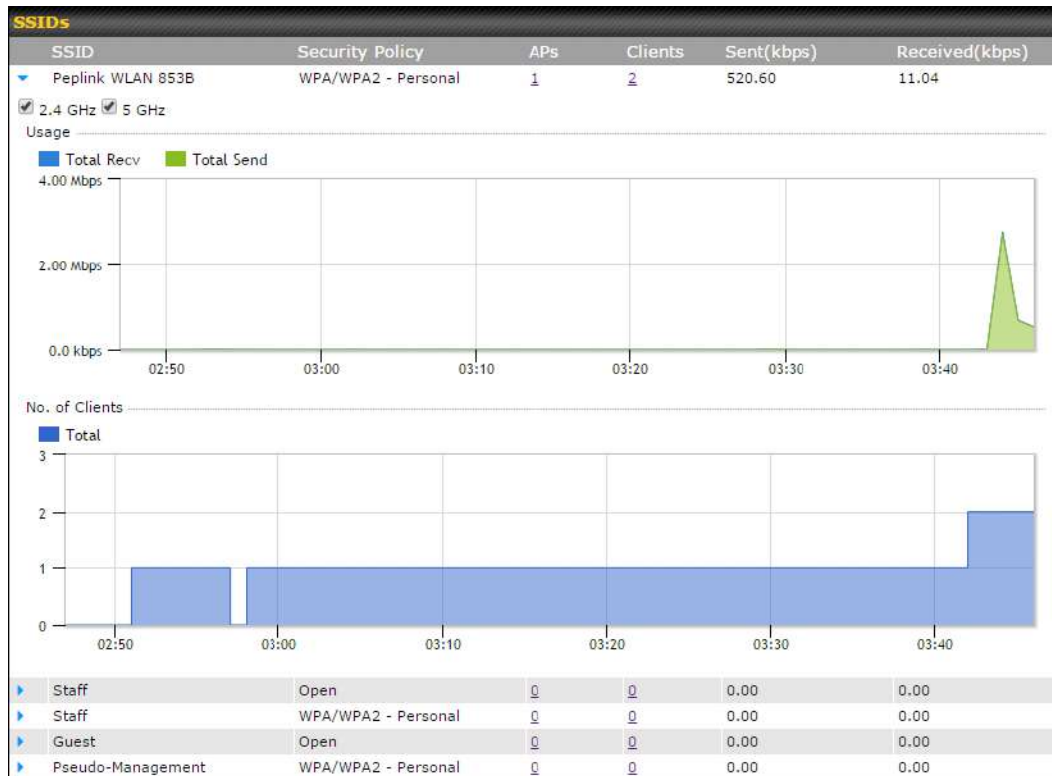 SSIDs
SSID Security Policy APs Clients Sent(kbps) Received(kbps)
Peplink WLAN 853B WPA/WPA2 - Personal 1 2 520.60 11.04
2.4 GHz 5 GHz
Usage
Total Recv Total Send
4.00 Mbps
2.00 Mbps
0.0 kbps
02:50 03:00 03:10 03:20 03:30 03:40
No. of Clients
Total
3
2
1
0
02:50 03:00 03:10 03:20 03:30 03:40
Staff Open 0 0 0.00 0.00
Staff WPA/WPA2 - Personal 0 0 0.00 0.00
Guest Open 0 0 0.00 0.00
Pseudo-Management WPA/WPA2 - Personal 0 0 0.00 0.00